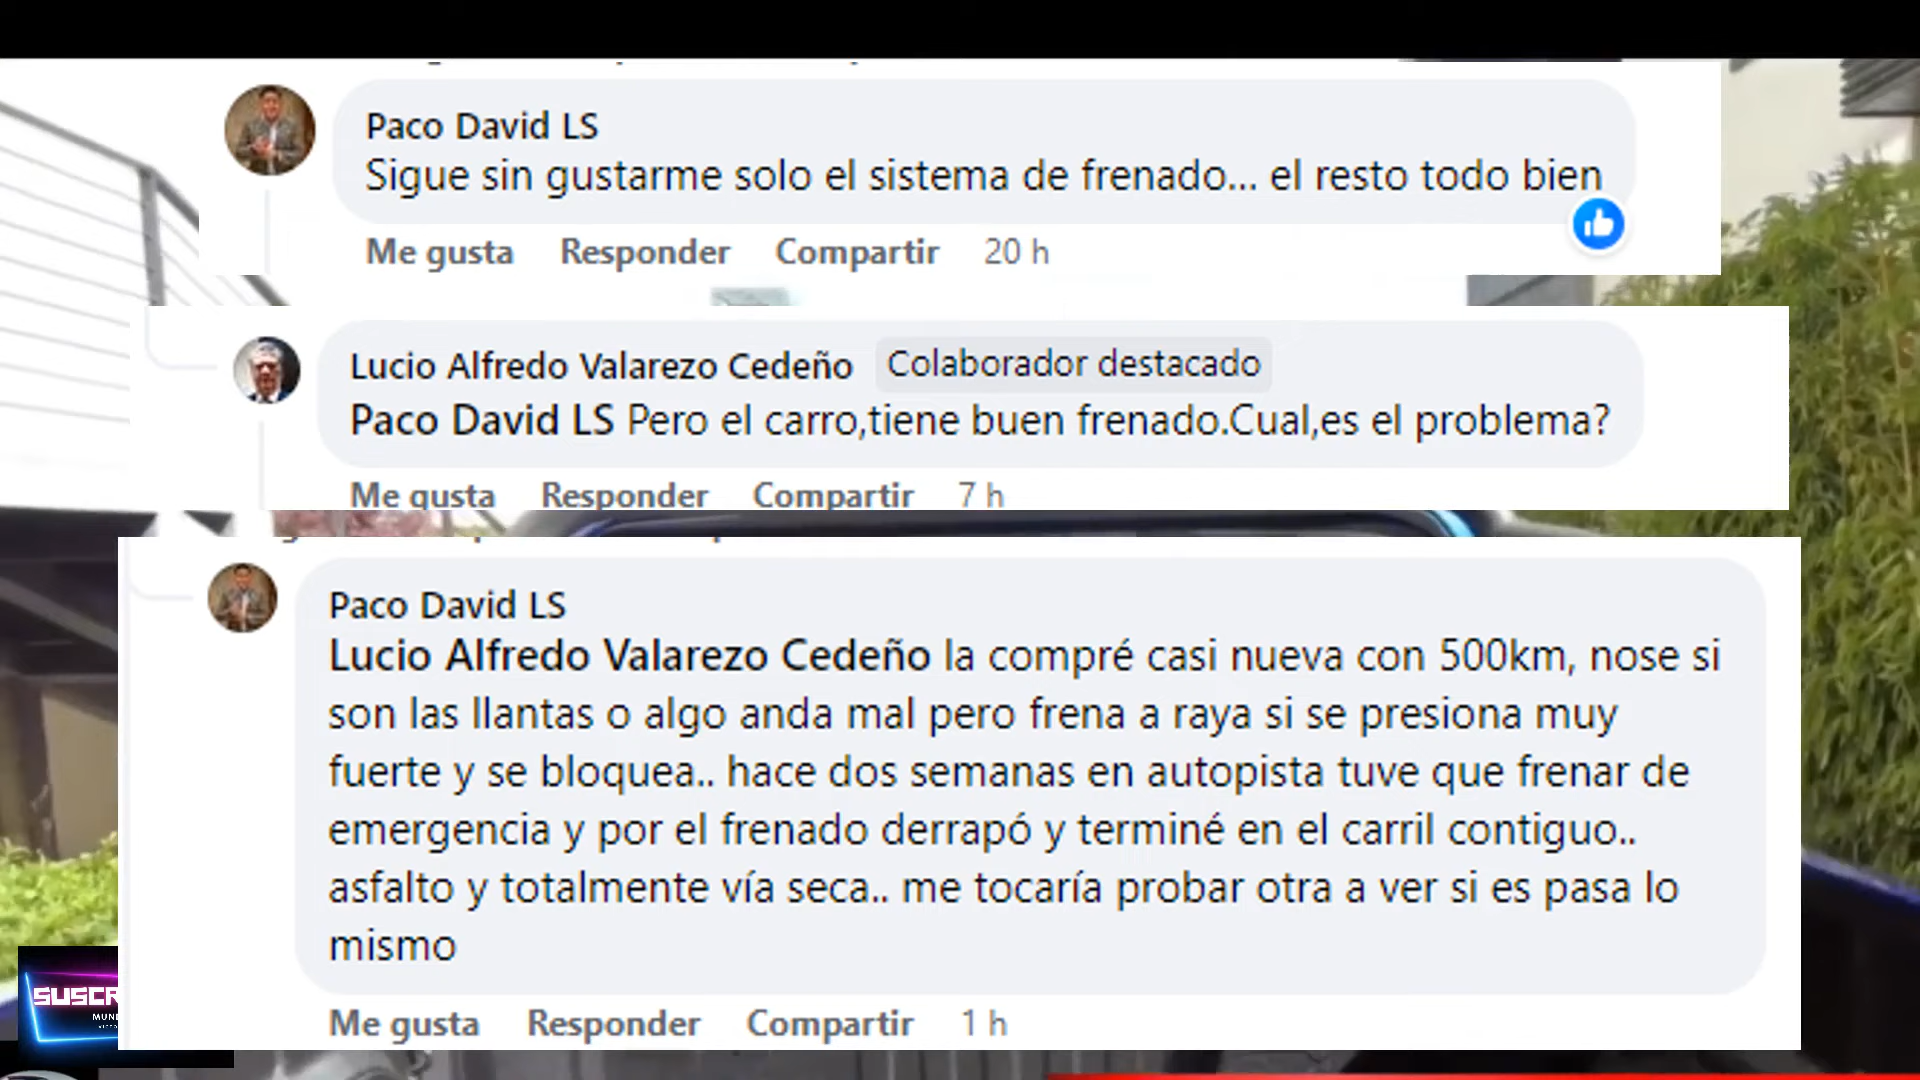 Paco David LS
Sigue sin gustarme solo el sistema de frenado... el resto todo bien
Me gusta Responder Compartir 20 h
Lucio Alfredo Valarezo Cedeño Colaborador destacado
Paco David LS Pero el carro,tiene buen frenado.Cual,es el problema?
Me gusta Responder Compartir 7 h
Paco David LS
Lucio Alfredo Valarezo Cedeño la compré casi nueva con 500km, nose si
son las llantas o algo anda mal pero frena a raya si se presiona muy
fuerte y se bloquea.. hace dos semanas en autopista tuve que frenar de
emergencia y por el frenado derrapó y terminé en el carril contiguo..
asfalto y totalmente vía seca.. me tocaría probar otra a ver si es pasa lo
mismo
Me gusta Responder Compartir 1 h